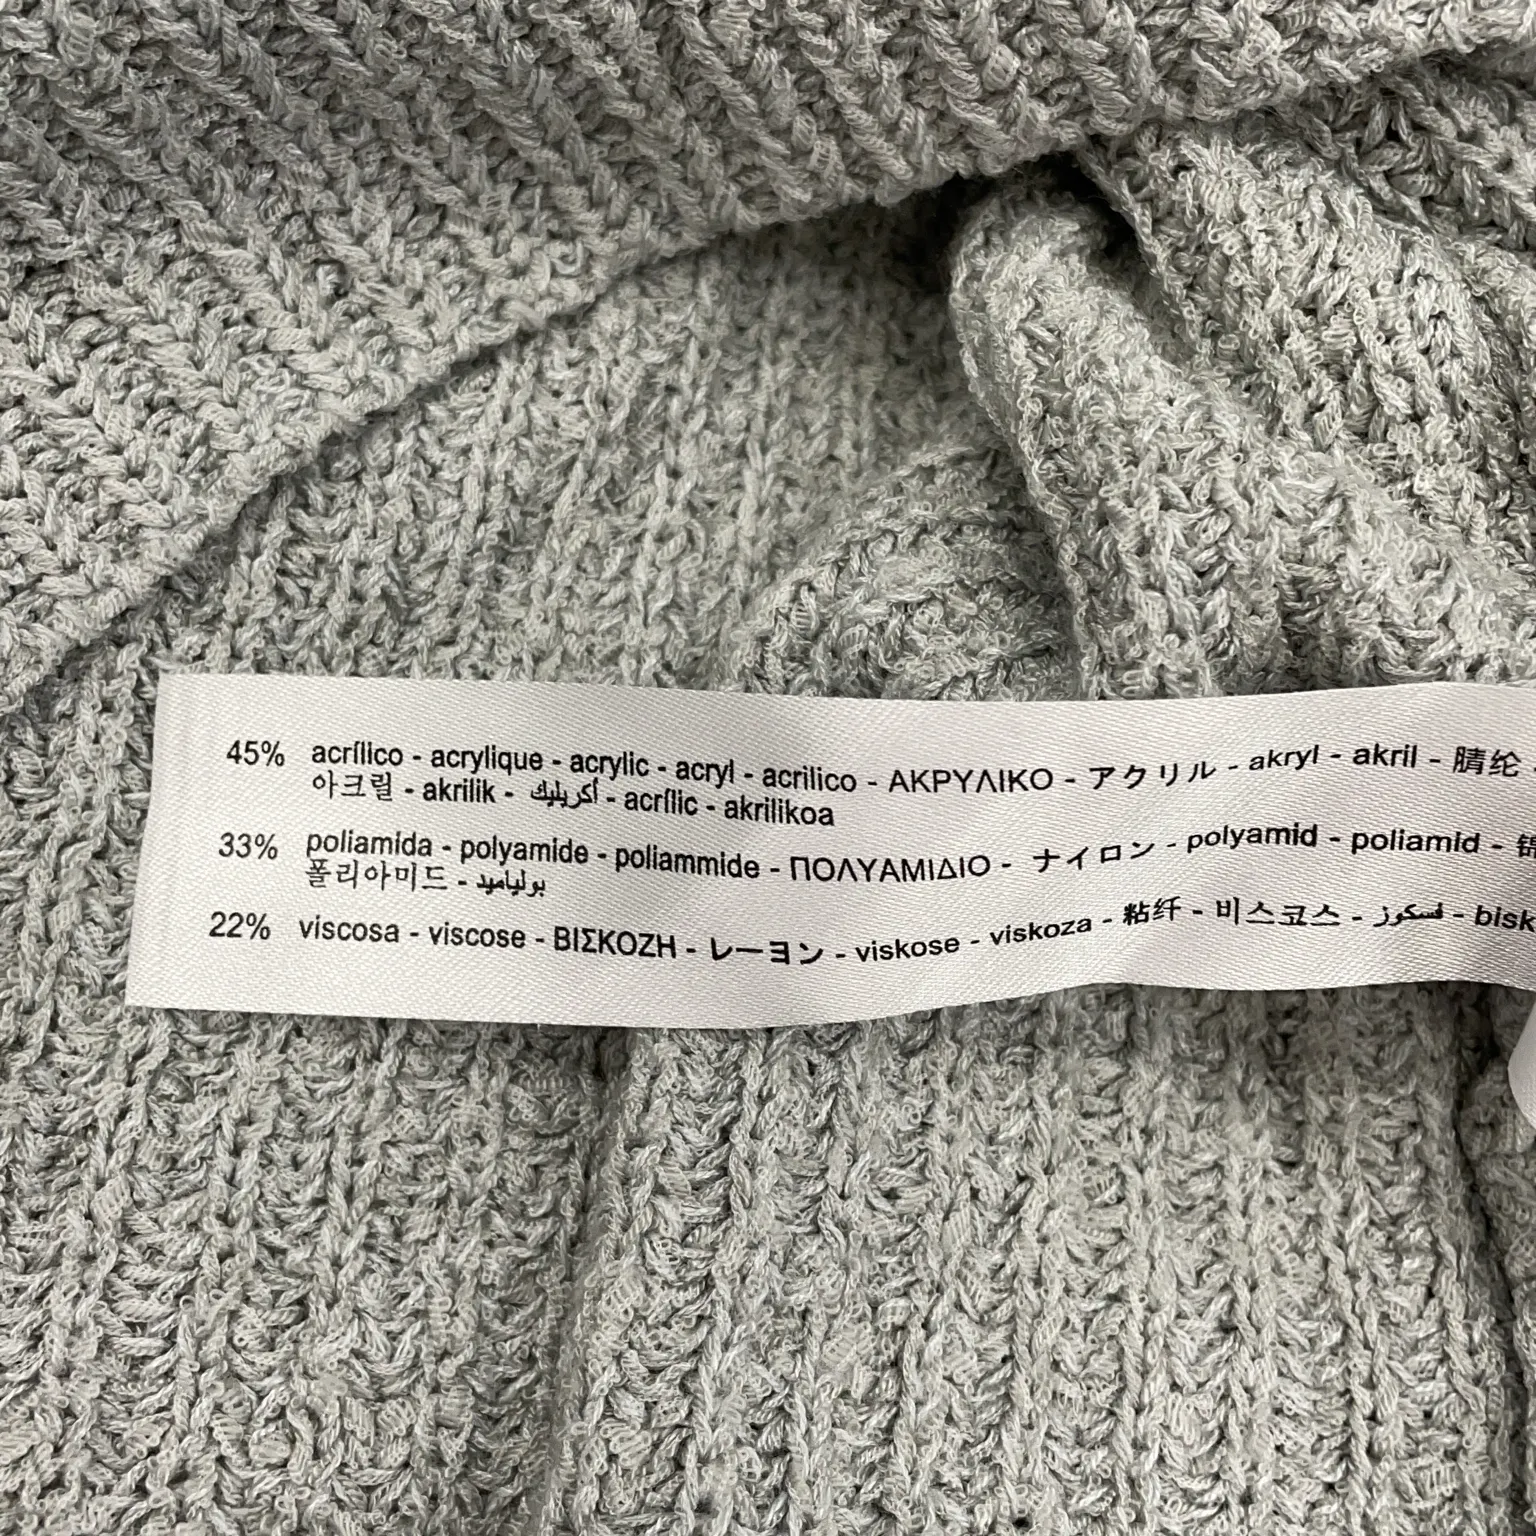 45% acrílico - acrylique - acrylic - acryl - acrilico - ΑΚΡΥΛΙΚΟ - アクリル - akryl - akril - 腈纶
아크릴 - akrilik - أكريليك - acrílic - akrilikoa
33% poliamida - polyamide - poliammide - ΠΟΛΥΑΜΙΔΙΟ - ナイロン - polyamid - poliamid - 锦
폴리아미드 - بولياميد
22% viscosa - viscose - ΒΙΣΚΟΖΗ - レーヨン - viskose - viskoza - 粘纤 - 비스코스 - فسكوز - bisk